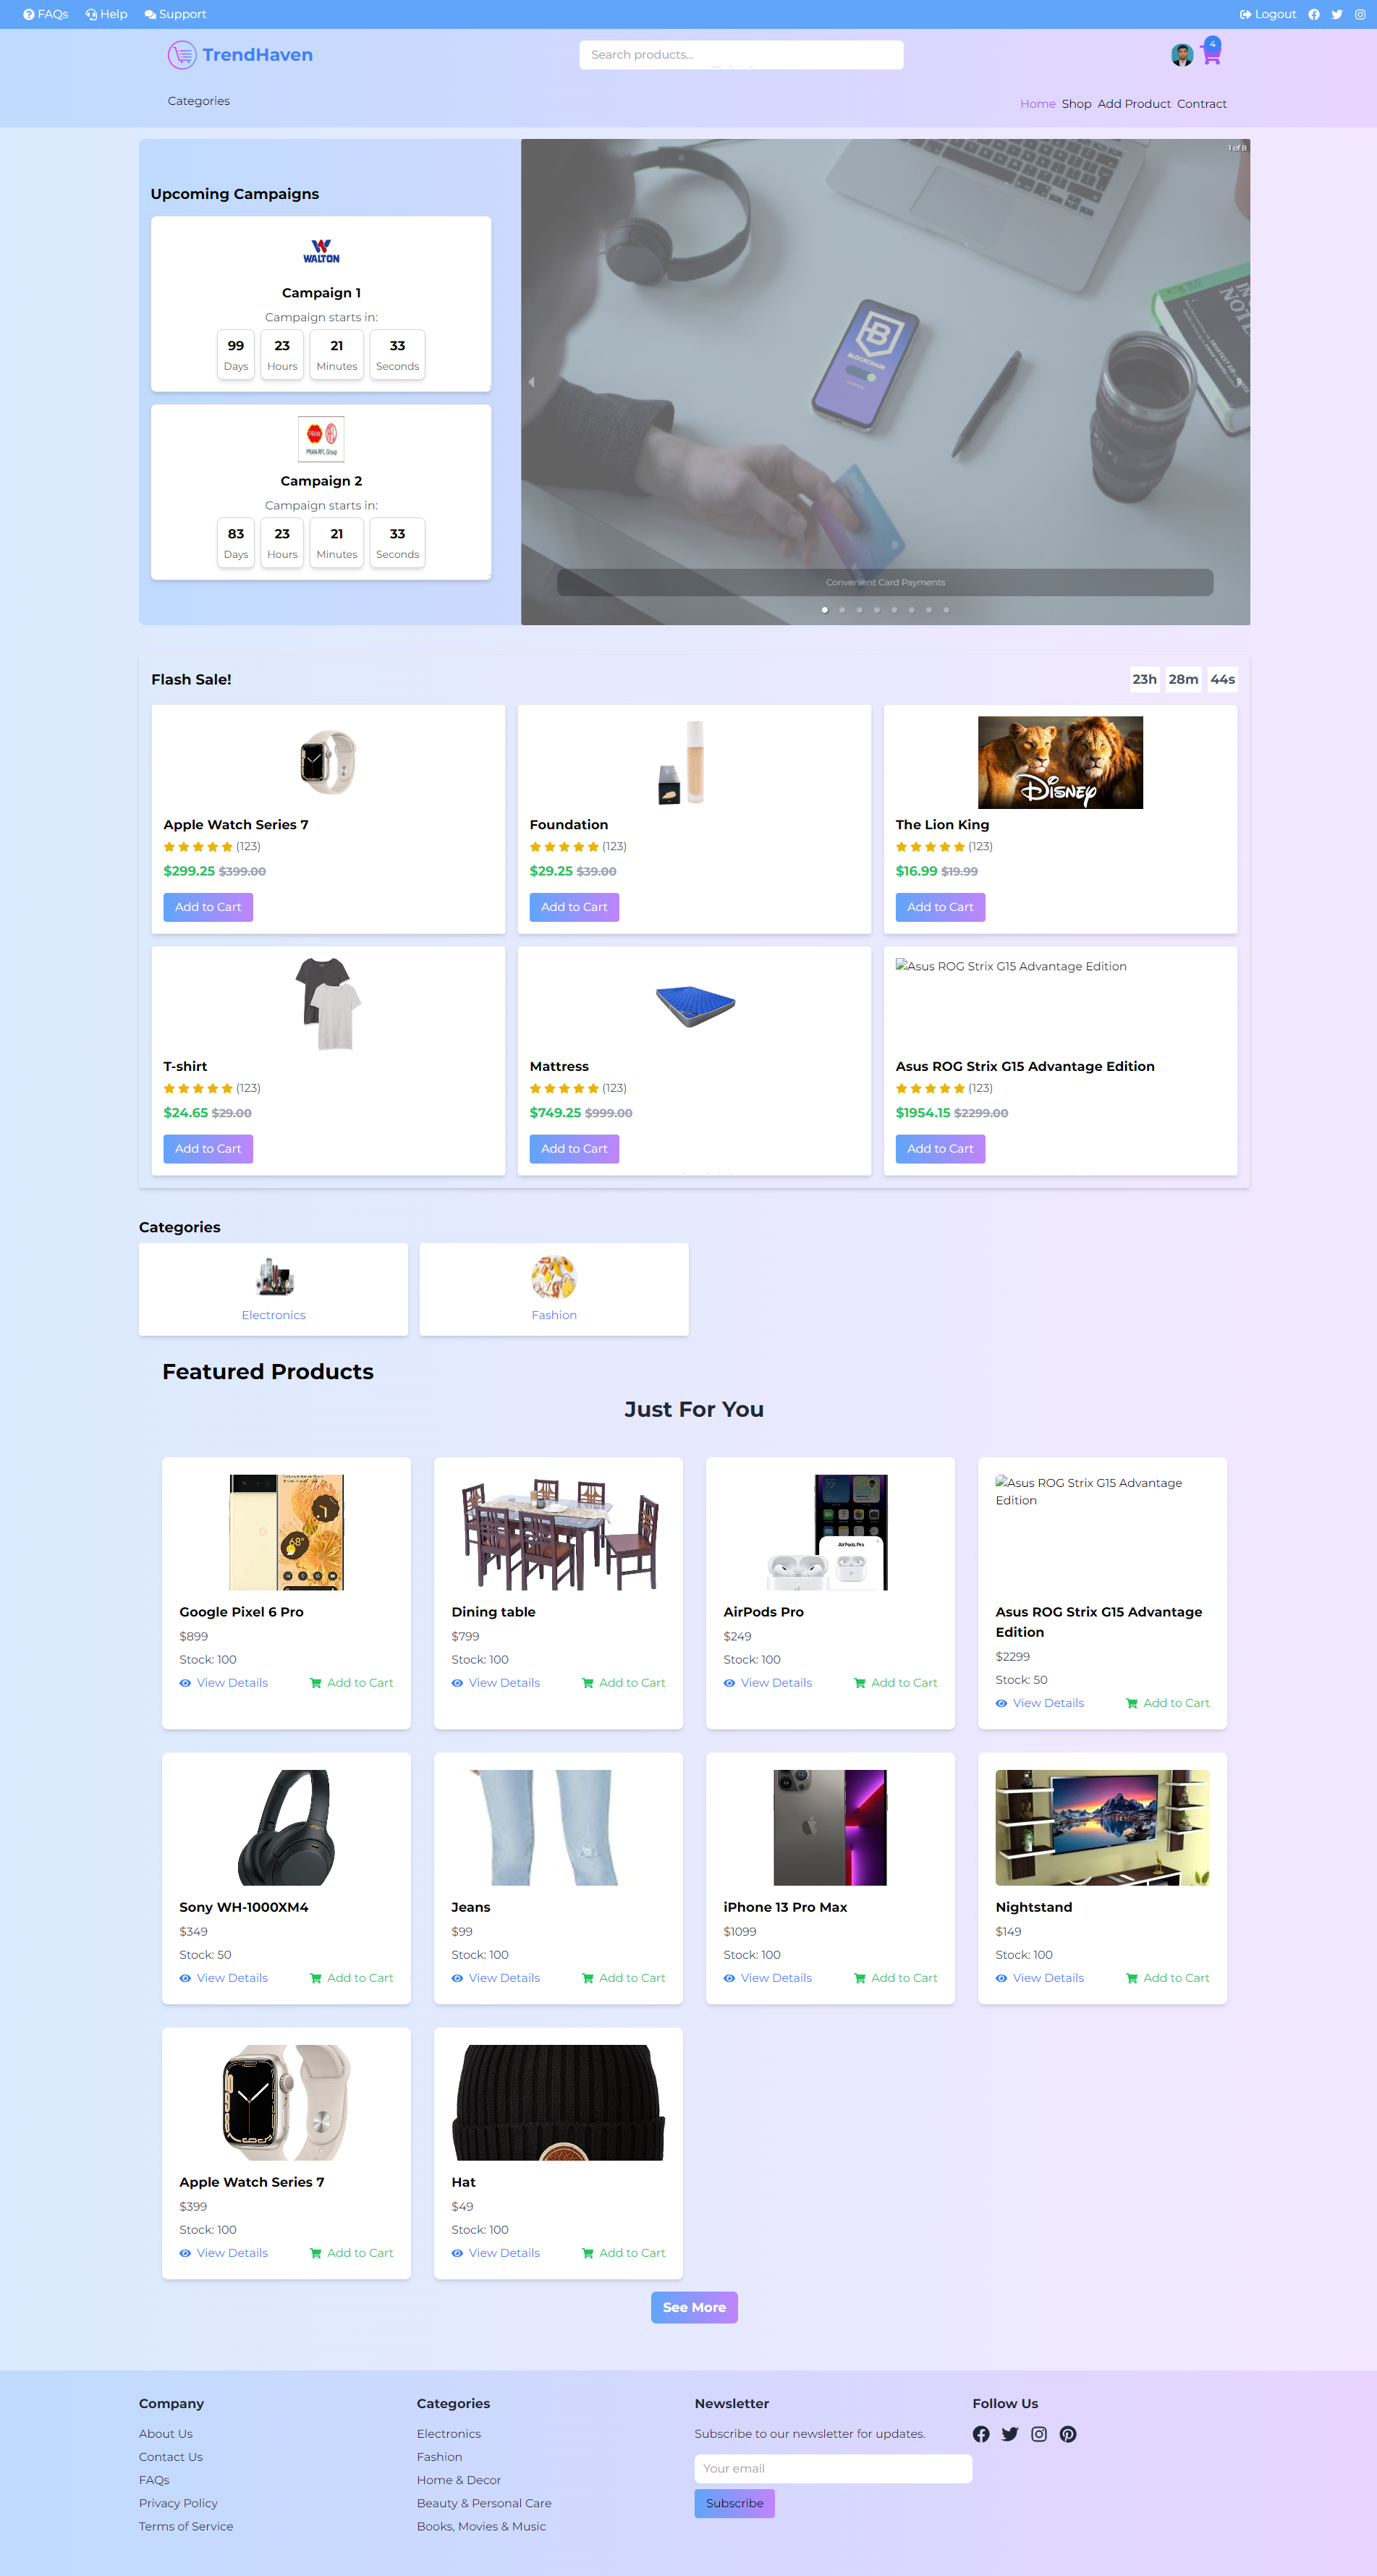 FAQs Help Support Logout
TrendHaven
Search products...
4
Categories
Home Shop Add Product Contract
1 of 8
Upcoming Campaigns
WALTON
Campaign 1
Campaign starts in:
99 23 21 33
Days Hours Minutes Seconds
PRAN
PRAN-RFL Group
Campaign 2
Campaign starts in:
83 23 21 33
Days Hours Minutes Seconds
BLOCKCHAIN
NOTES
Convenient Card Payments
Flash Sale!
23h 28m 44s
DISNEY
Apple Watch Series 7
(123)
$299.25 $399.00
Add to Cart
Foundation
(123)
$29.25 $39.00
Add to Cart
The Lion King
(123)
$16.99 $19.99
Add to Cart
T-shirt
(123)
$24.65 $29.00
Add to Cart
Mattress
(123)
$749.25 $999.00
Add to Cart
Asus ROG Strix G15 Advantage Edition
Asus ROG Strix G15 Advantage Edition
(123)
$1954.15 $2299.00
Add to Cart
Categories
Electronics
Fashion
Featured Products
Just For You
68°
Google Pixel 6 Pro
$899
Stock: 100
View Details Add to Cart
Dining table
$799
Stock: 100
View Details Add to Cart
AirPods Pro
AirPods Pro
$249
Stock: 100
View Details Add to Cart
Asus ROG Strix G15 Advantage
Edition
Asus ROG Strix G15 Advantage
Edition
$2299
Stock: 50
View Details Add to Cart
SONY
Sony WH-1000XM4
$349
Stock: 50
View Details Add to Cart
Jeans
$99
Stock: 100
View Details Add to Cart
iPhone 13 Pro Max
$1099
Stock: 100
View Details Add to Cart
Nightstand
$149
Stock: 100
View Details Add to Cart
Apple Watch Series 7
$399
Stock: 100
View Details Add to Cart
Hat
$49
Stock: 100
View Details Add to Cart
See More
Company
About Us
Contact Us
FAQs
Privacy Policy
Terms of Service
Categories
Electronics
Fashion
Home & Decor
Beauty & Personal Care
Books, Movies & Music
Newsletter
Subscribe to our newsletter for updates.
Your email
Subscribe
Follow Us